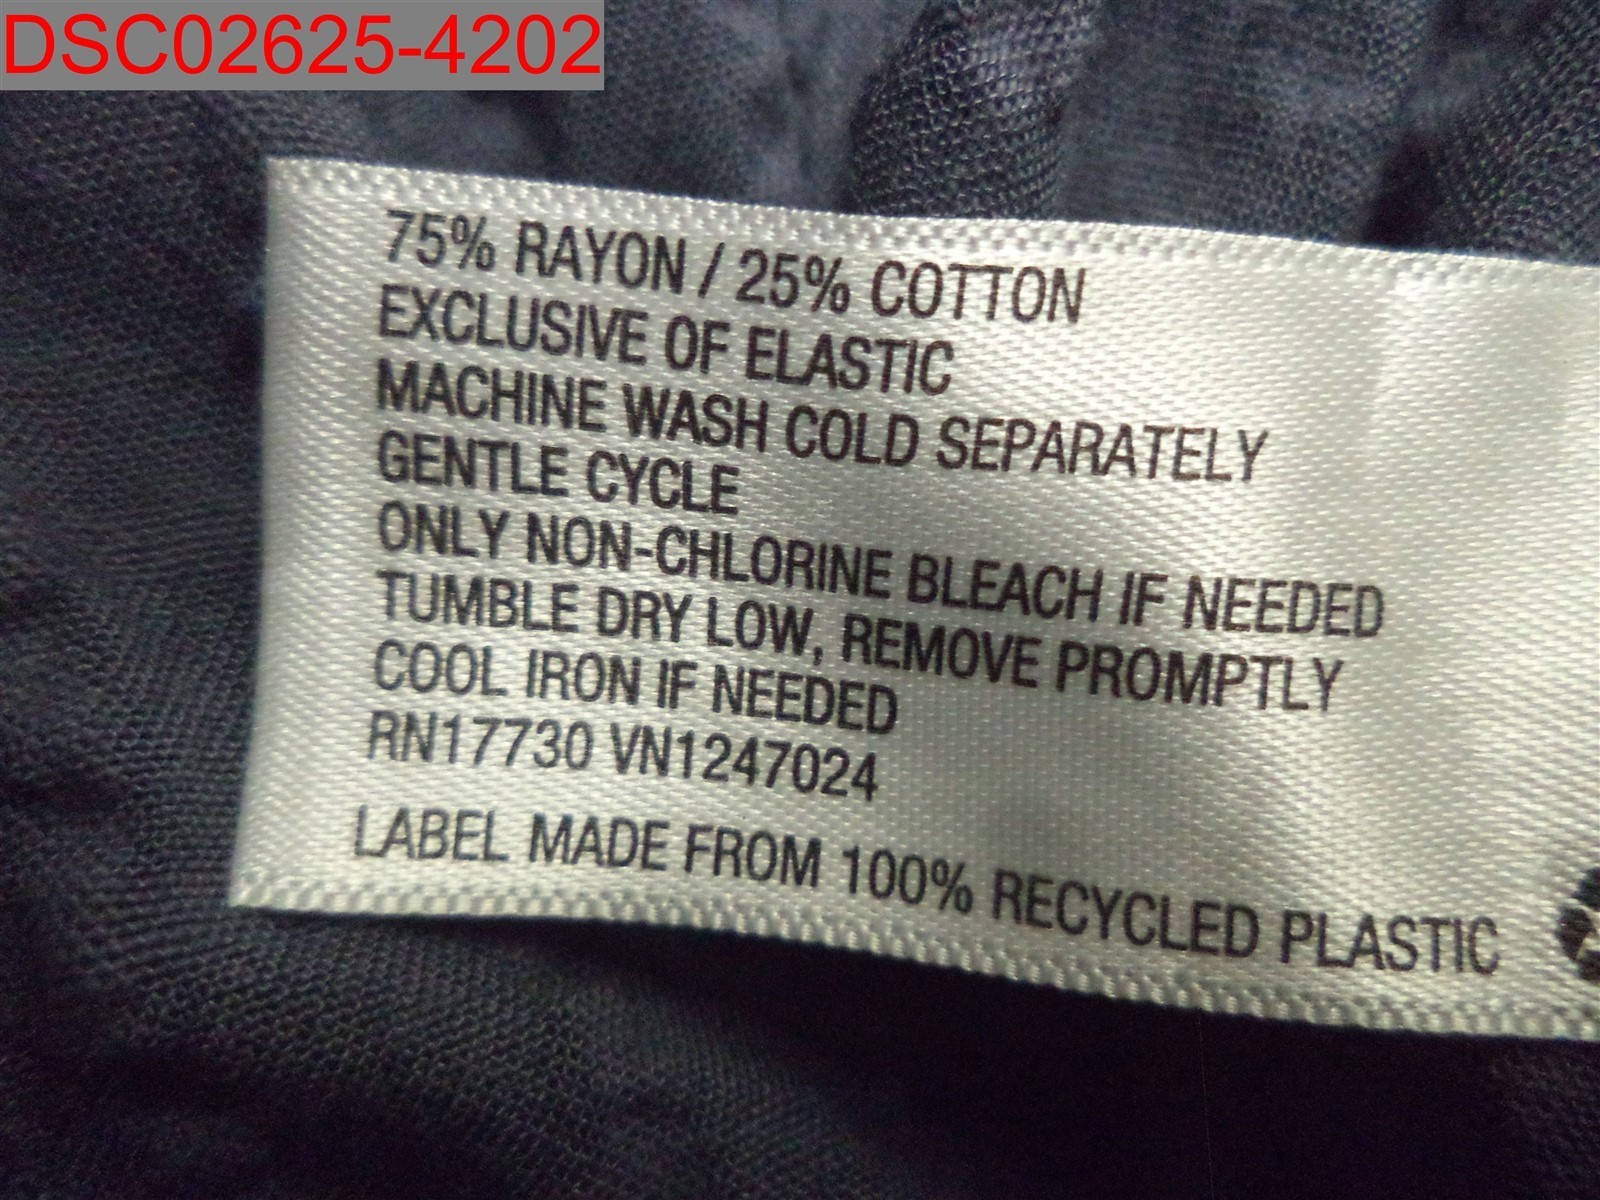 DSC02625-4202
75% RAYON / 25% COTTON
EXCLUSIVE OF ELASTIC
MACHINE WASH COLD SEPARATELY
GENTLE CYCLE
ONLY NON-CHLORINE BLEACH IF NEEDED
TUMBLE DRY LOW, REMOVE PROMPTLY
COOL IRON IF NEEDED
RN17730 VN1247024
LABEL MADE FROM 100% RECYCLED PLASTIC